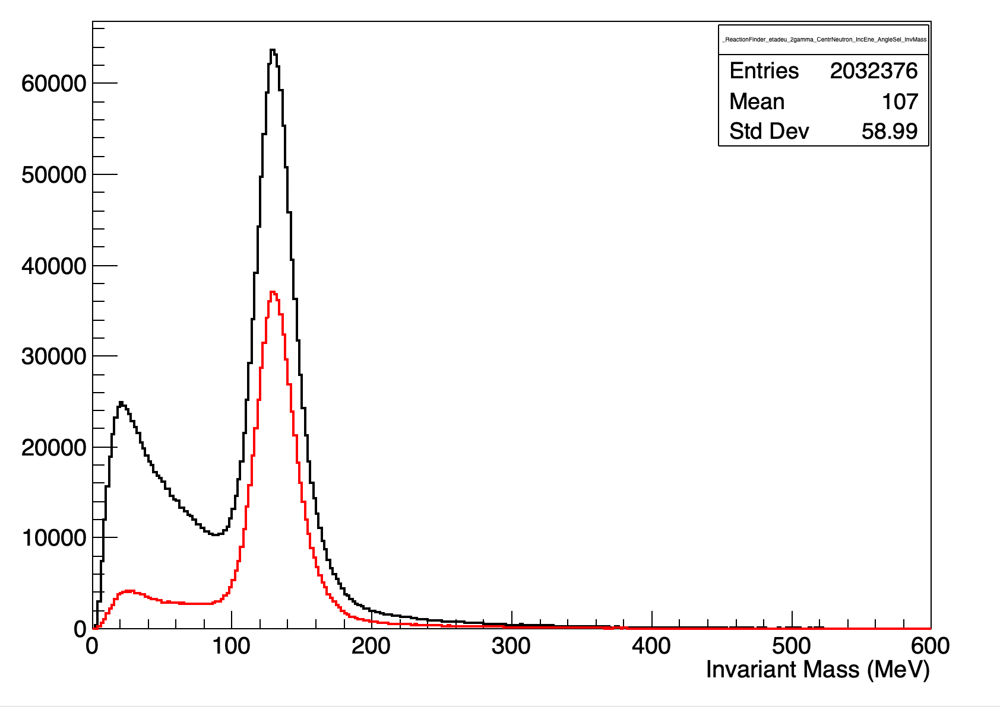 _ReactionFinder_etadeu_2gamma_CentrNeutron_IncEne_AngleSel_InvMass
Entries 2032376
Mean 107
Std Dev 58.99
60000
50000
40000
30000
20000
10000
0
0 100 200 300 400 500 600
Invariant Mass (MeV)